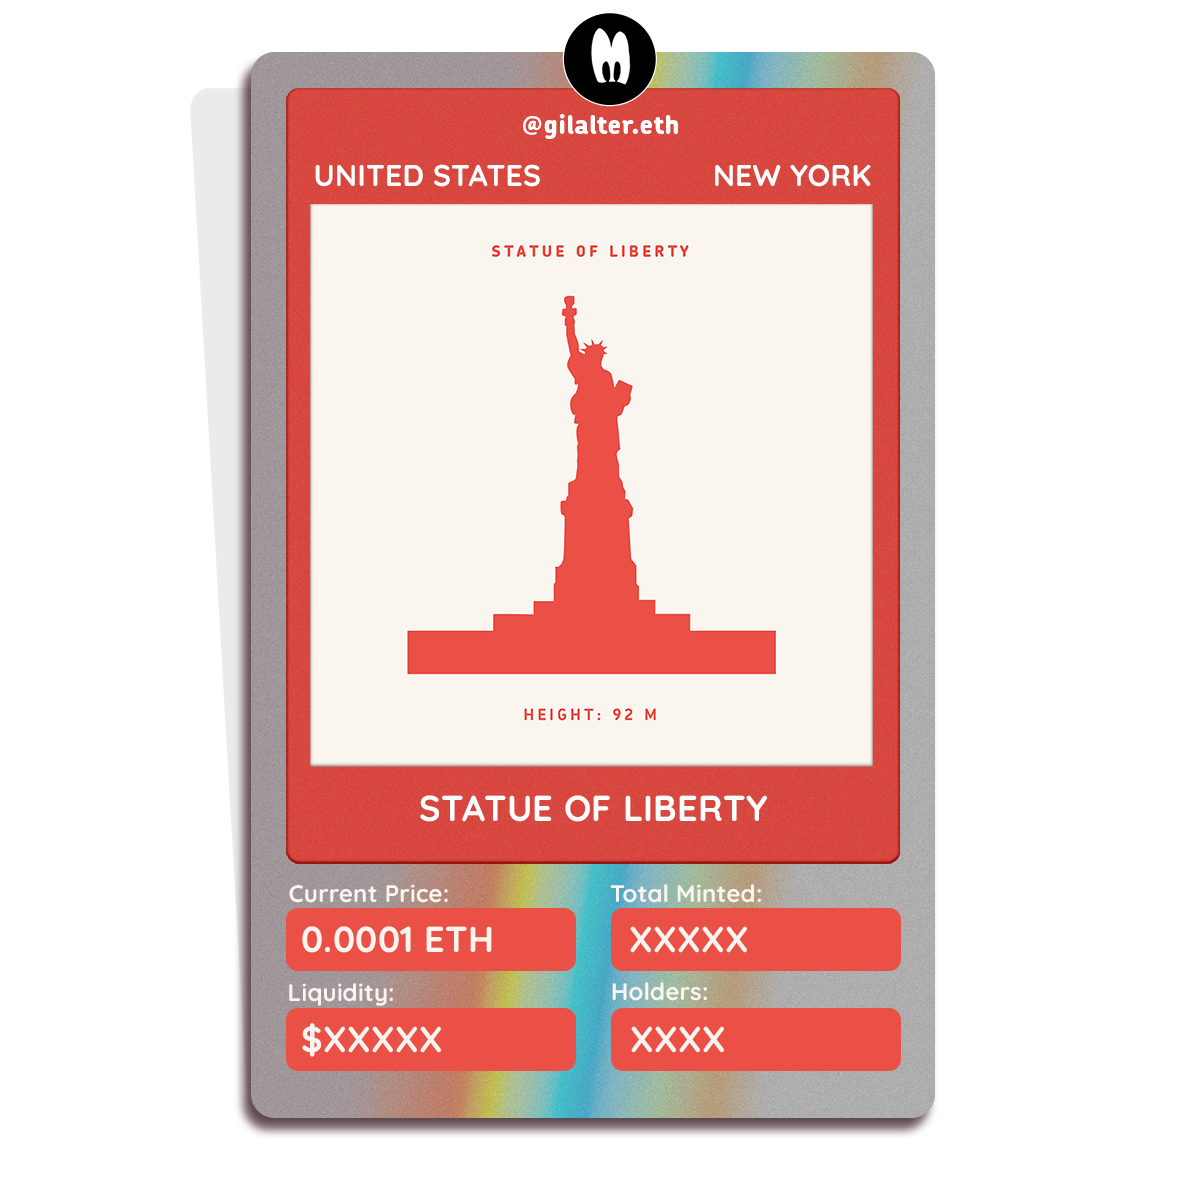 @gilalter.eth
UNITED STATES NEW YORK
STATUE OF LIBERTY
HEIGHT: 92 M
STATUE OF LIBERTY
Current Price: Total Minted:
0.0001 ETH XXXXX
Liquidity: Holders:
$XXXXX XXXX